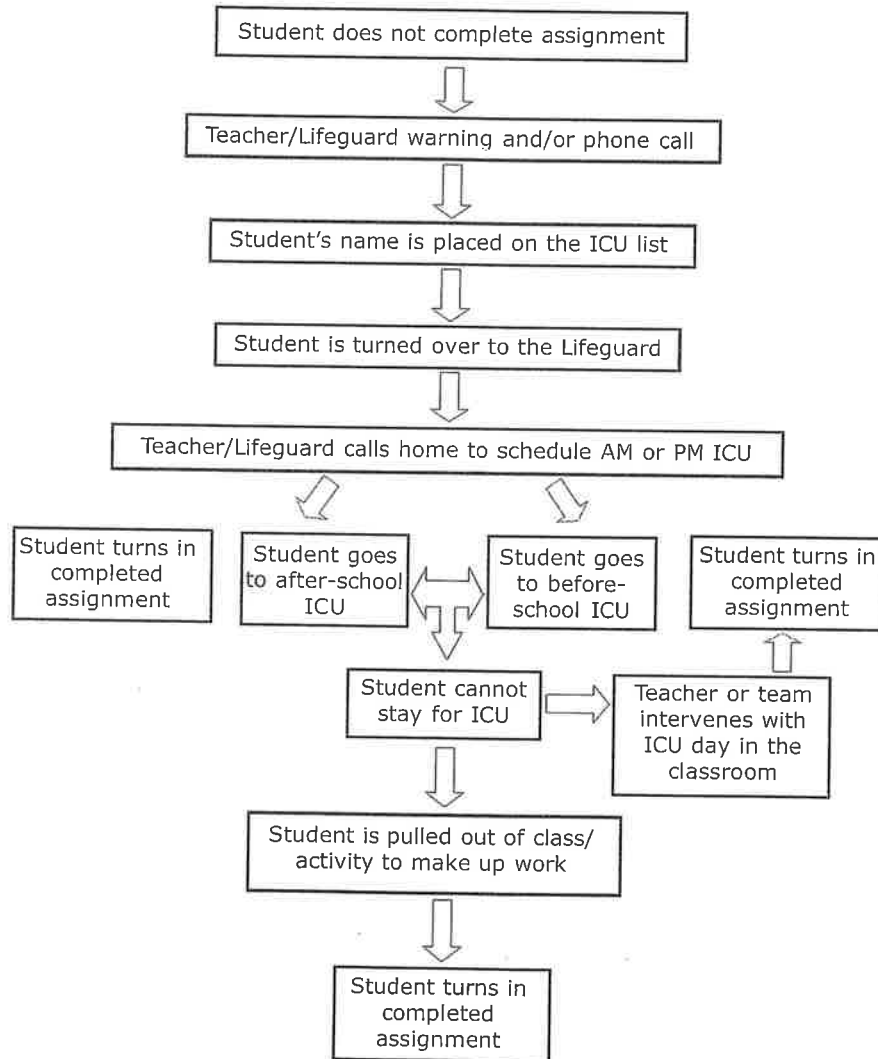 Student does not complete assignment
Teacher/Lifeguard warning and/or phone call
Student's name is placed on the ICU list
Student is turned over to the Lifeguard
Teacher/Lifeguard calls home to schedule AM or PM ICU
Student turns in
completed
assignment
Student goes
to after-school
ICU
Student goes
to before-
school ICU
Student turns in
completed
assignment
Student cannot
stay for ICU
Teacher or team
intervenes with
ICU day in the
classroom
Student is pulled out of class/
activity to make up work
Student turns in
completed
assignment